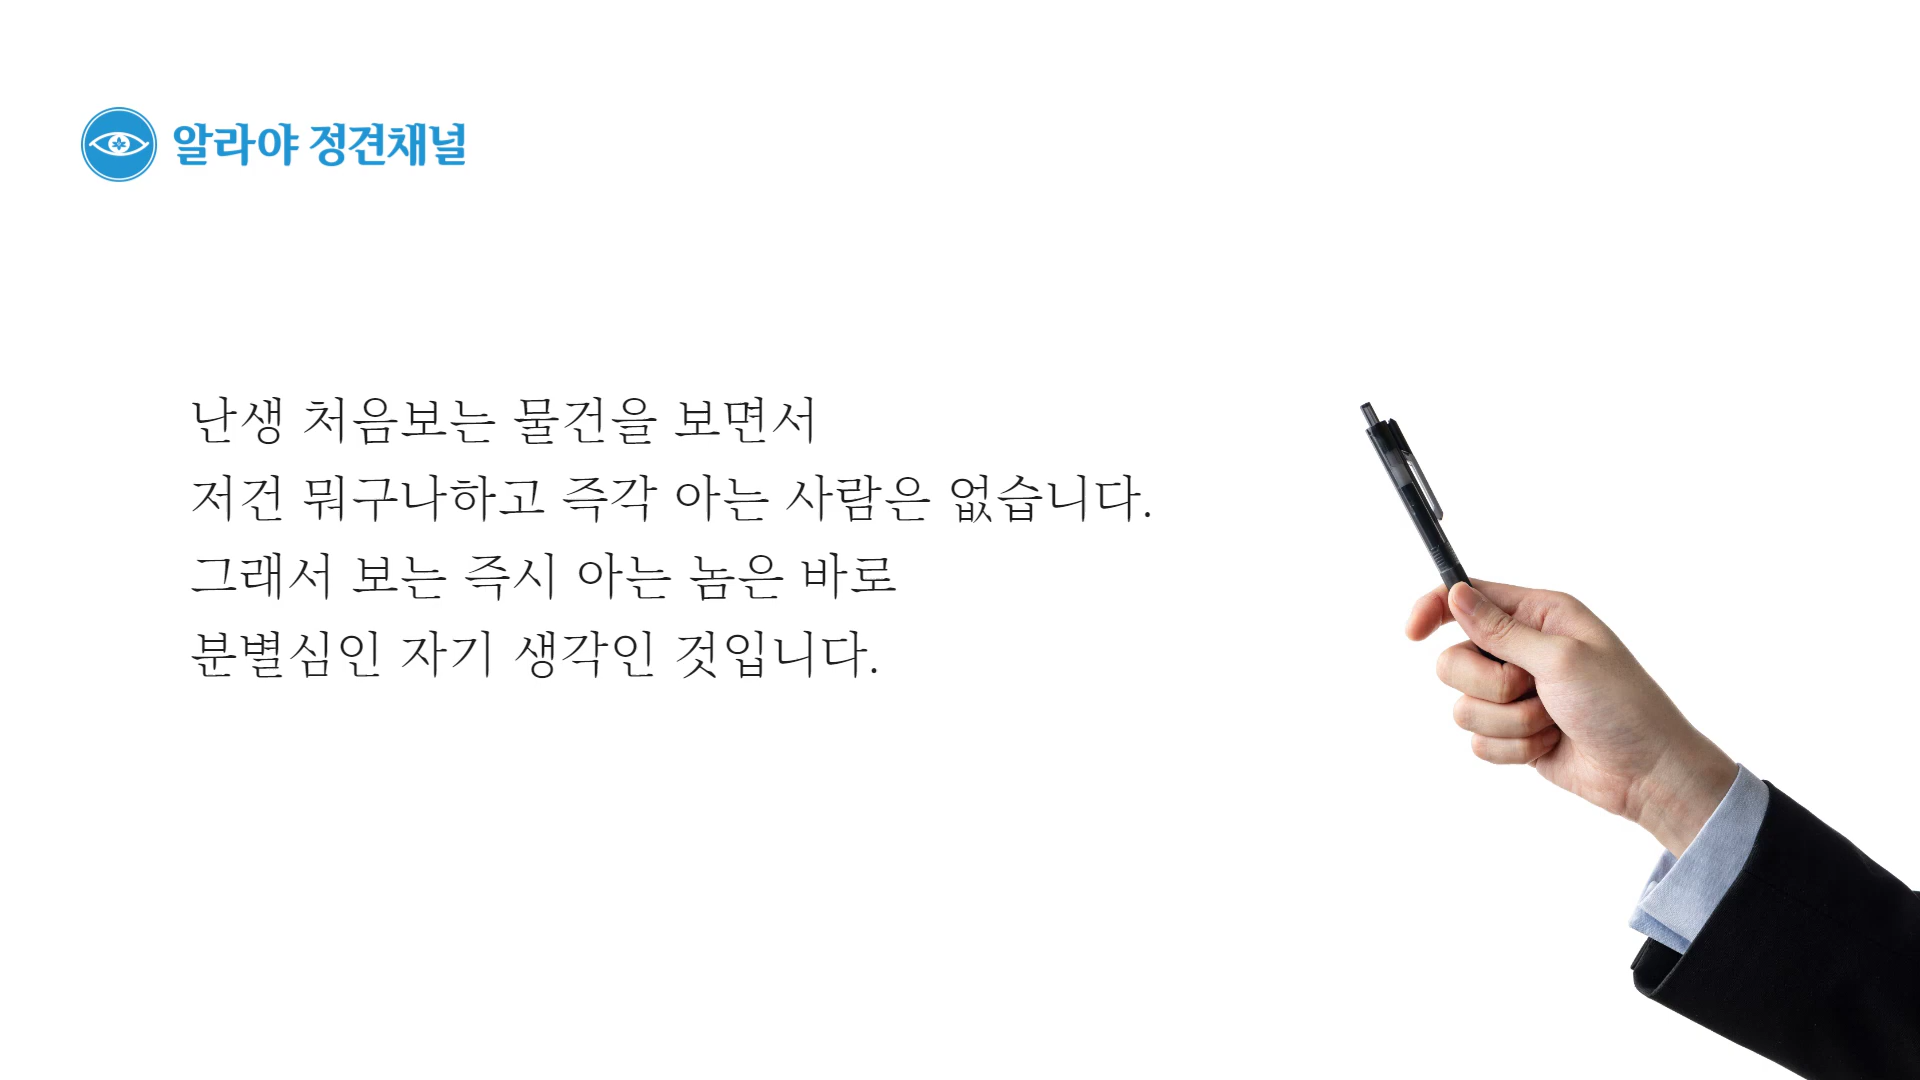 알라야 정견채널
난생 처음보는 물건을 보면서
저건 뭐구나하고 즉각 아는 사람은 없습니다.
그래서 보는 즉시 아는 놈은 바로
분별심인 자기 생각인 것입니다.